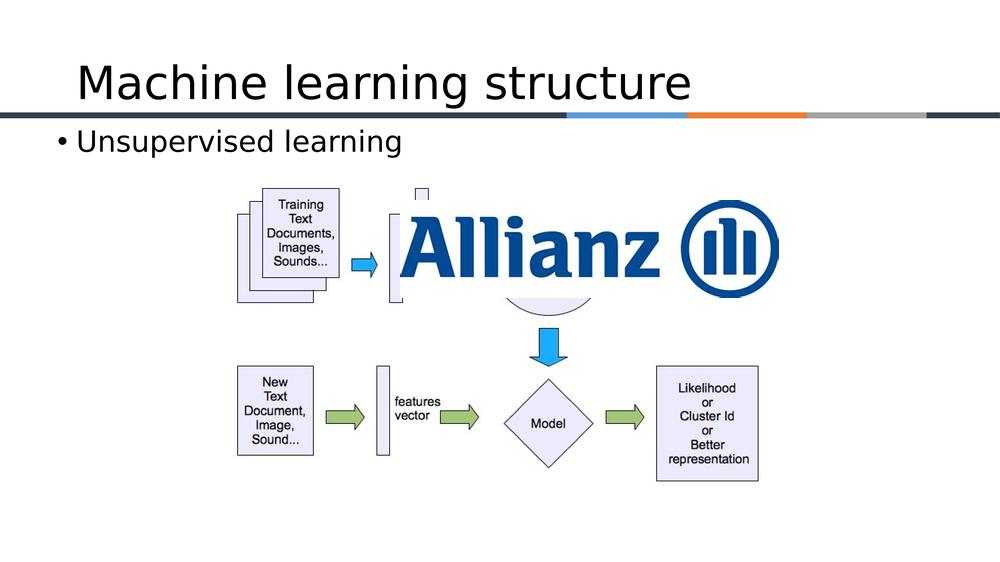 Machine learning structure
• Unsupervised learning
Training
Text
Documents,
Images,
Sounds...
Allianz
New
Text
Document,
Image,
Sound...
features
vector
Model
Likelihood
or
Cluster Id
or
Better
representation